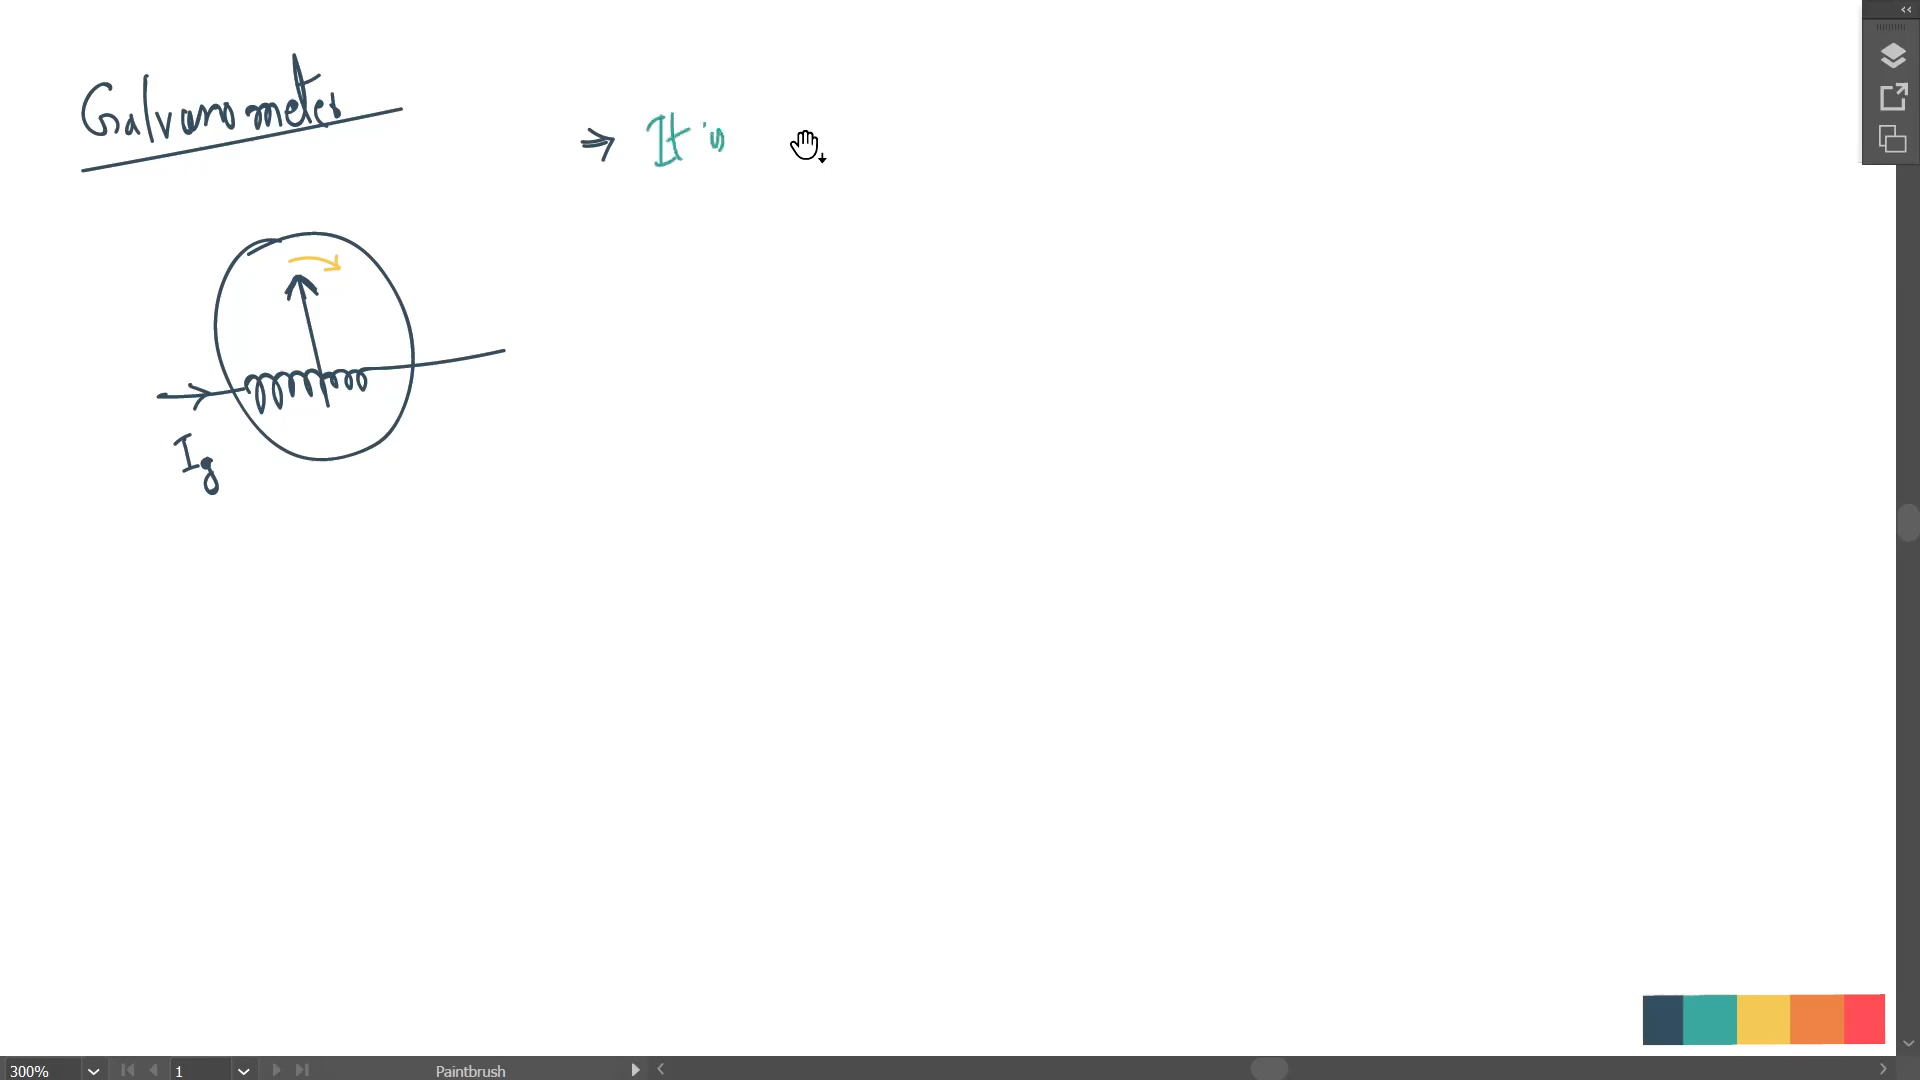 Galvanometer
⇒ It is
Ig
300%
1
Paintbrush